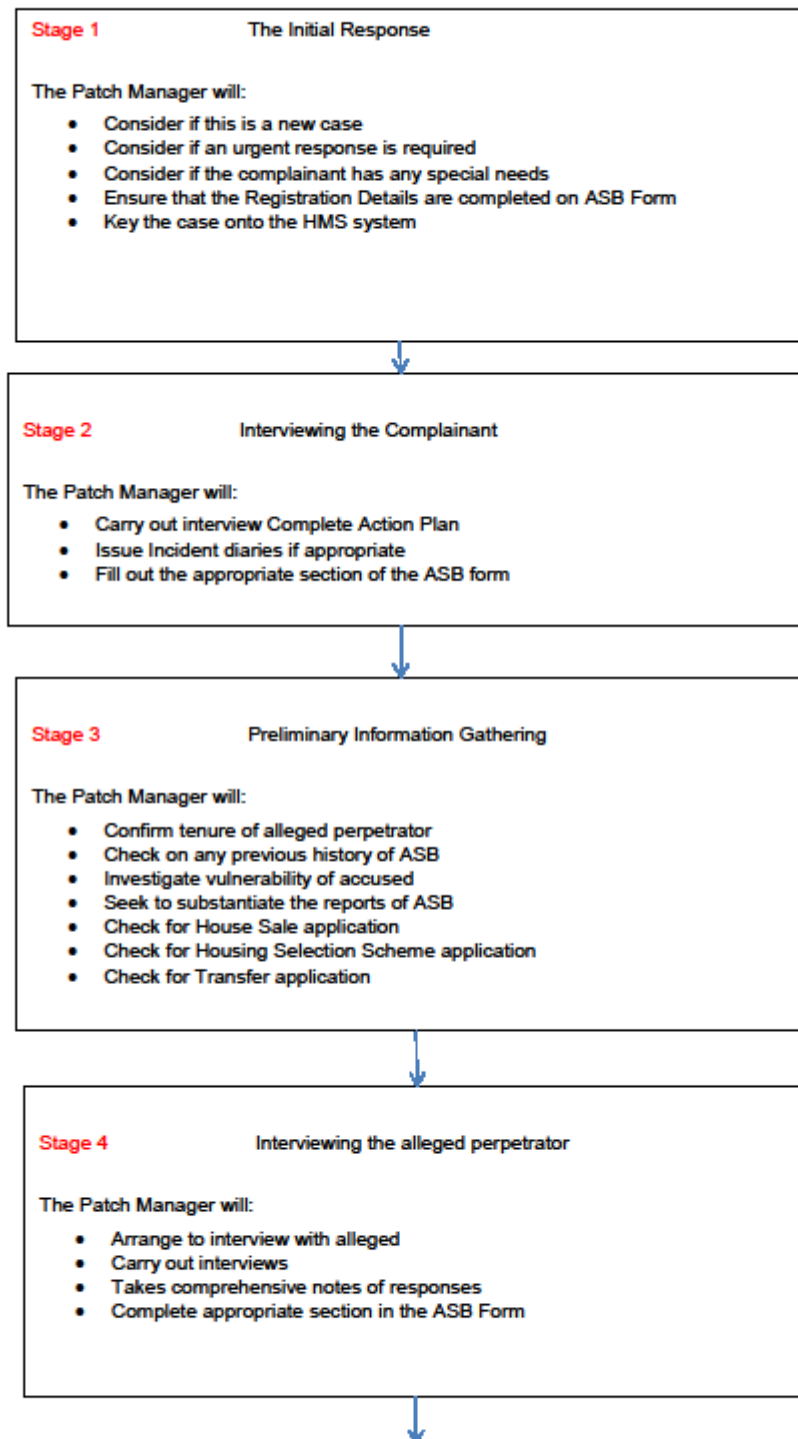 Stage 1 The Initial Response
The Patch Manager will:
• Consider if this is a new case
• Consider if an urgent response is required
• Consider if the complainant has any special needs
• Ensure that the Registration Details are completed on ASB Form
• Key the case onto the HMS system
Stage 2 Interviewing the Complainant
The Patch Manager will:
• Carry out interview Complete Action Plan
• Issue Incident diaries if appropriate
• Fill out the appropriate section of the ASB form
Stage 3 Preliminary Information Gathering
The Patch Manager will:
• Confirm tenure of alleged perpetrator
• Check on any previous history of ASB
• Investigate vulnerability of accused
• Seek to substantiate the reports of ASB
• Check for House Sale application
• Check for Housing Selection Scheme application
• Check for Transfer application
Stage 4 Interviewing the alleged perpetrator
The Patch Manager will:
• Arrange to interview with alleged
• Carry out interviews
• Takes comprehensive notes of responses
• Complete appropriate section in the ASB Form